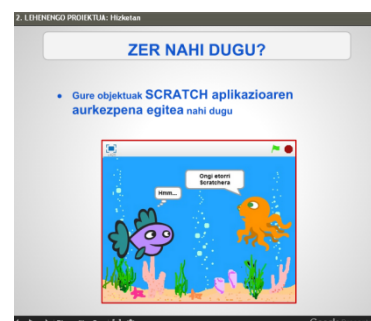 2. LEHENENGO PROIEKTUA: Hizketan
ZER NAHI DUGU?
• Gure objektuak SCRATCH aplikazioaren
aurkezpena egitea nahi dugu
Ongi etorri
Scratchera
Hmm...